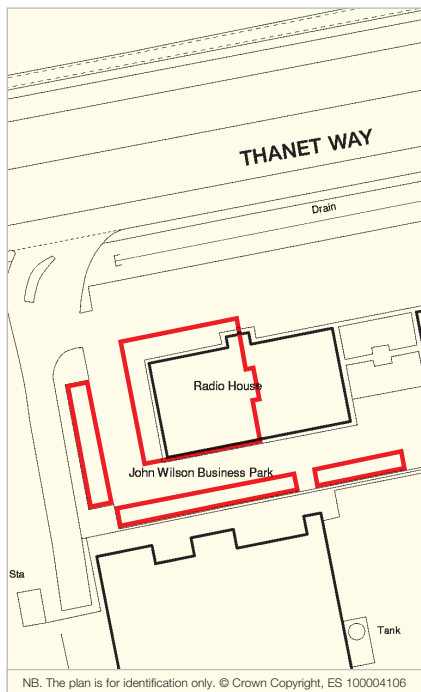 THANET WAY
Drain
Radio House
John Wilson Business Park
Sta
Tank
NB. The plan is for identification only. © Crown Copyright, ES 100004106